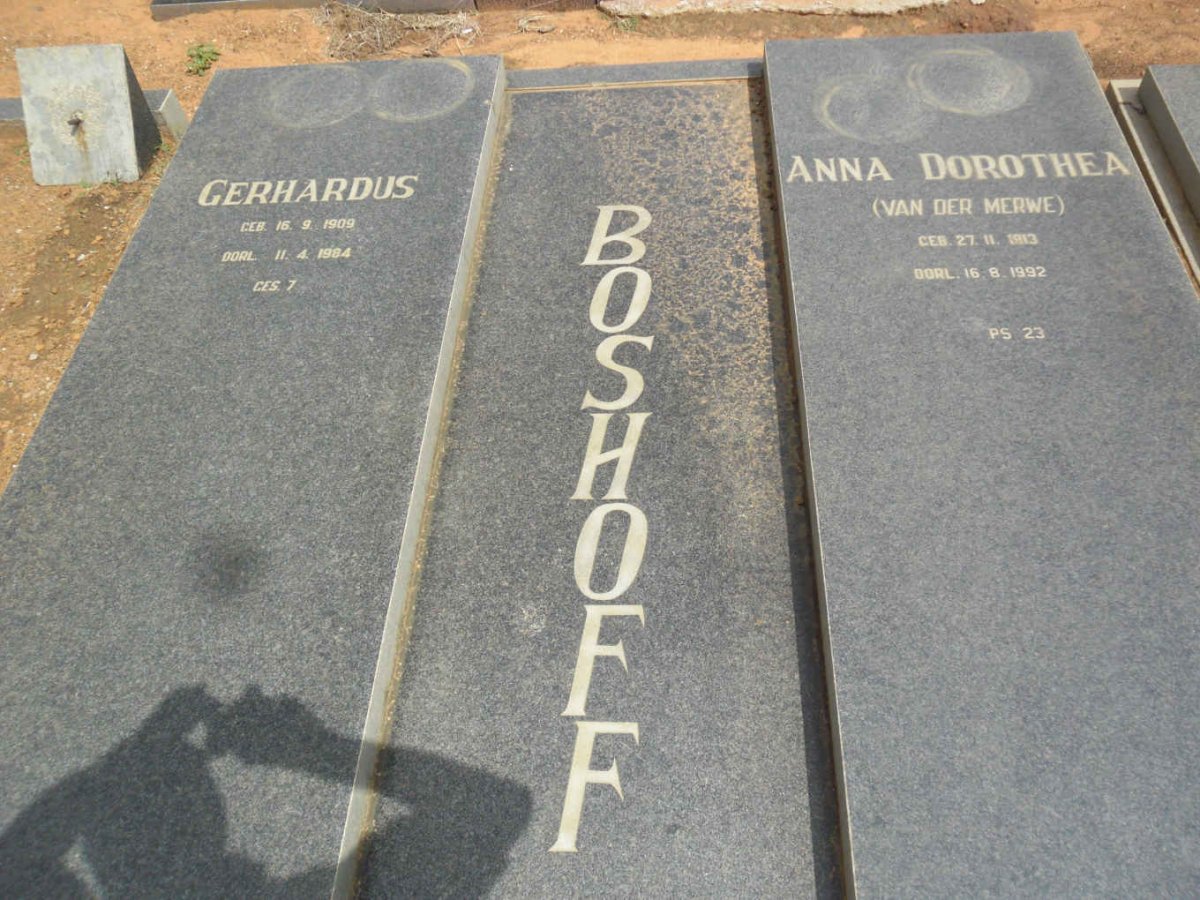 GERHARDUS
GEB. 16. 9. 1909
OORL. 11. 4. 1984
GES. 7
BOSHOFF
ANNA DOROTHEA
(VAN DER MERWE)
GEB. 27. 11. 1913
OORL. 16. 8. 1992
PS 23